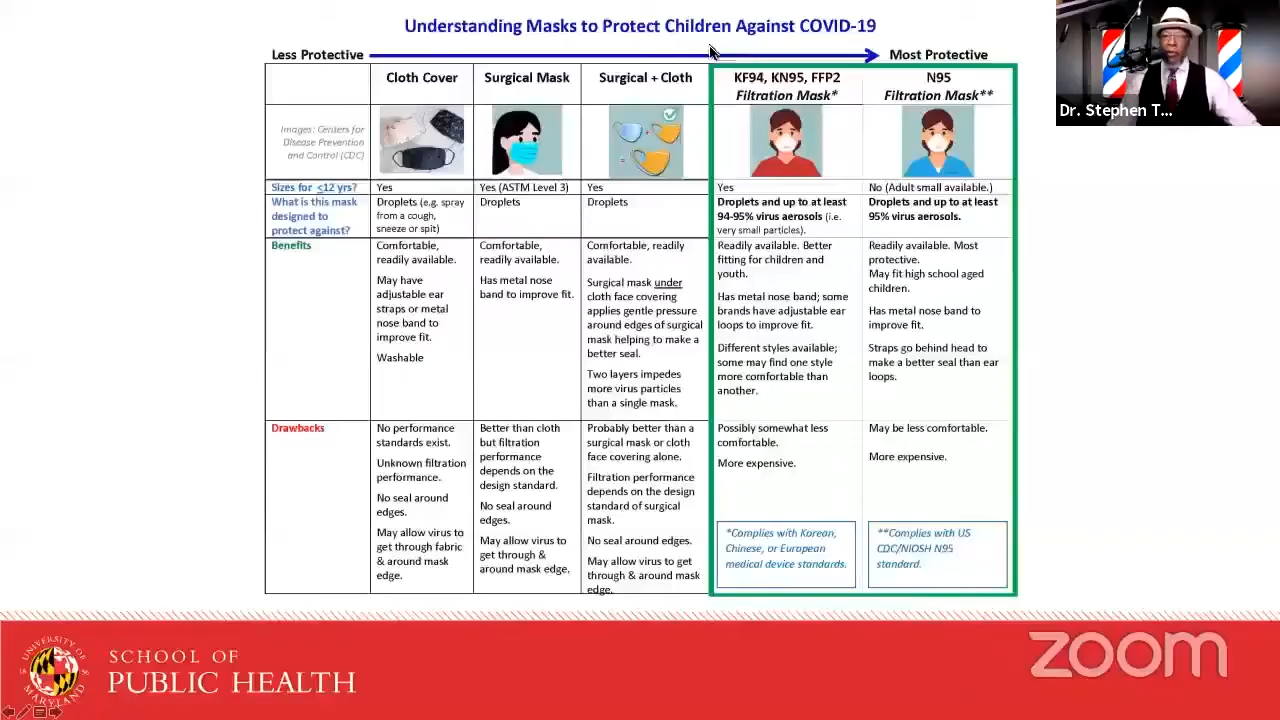 Understanding Masks to Protect Children Against COVID-19
Less Protective
Most Protective
Cloth Cover
Surgical Mask
Surgical + Cloth
KF94, KN95, FFP2
Filtration Mask*
N95
Filtration Mask**
Images: Centers for
Disease Prevention
and Control (CDC)
Sizes for <12 yrs?
Yes
Yes (ASTM Level 3)
Yes
Yes
No (Adult small available.)
What is this mask
designed to
protect against?
Droplets (e.g. spray
from a cough,
sneeze or spit)
Droplets
Droplets
Droplets and up to at least
94-95% virus aerosols (i.e.
very small particles).
Droplets and up to at least
95% virus aerosols.
Benefits
Comfortable,
readily available.
May have
adjustable ear
straps or metal
nose band to
improve fit.
Washable
Comfortable,
readily available.
Has metal nose
band to improve fit.
Comfortable, readily
available.
Surgical mask under
cloth face covering
applies gentle pressure
around edges of surgical
mask helping to make a
better seal.
Two layers impedes
more virus particles
than a single mask.
Readily available. Better
fitting for children and
youth.
Has metal nose band; some
brands have adjustable ear
loops to improve fit.
Different styles available;
some may find one style
more comfortable than
another.
Readily available. Most
protective.
May fit high school aged
children.
Has metal nose band to
improve fit.
Straps go behind head to
make a better seal than ear
loops.
Drawbacks
No performance
standards exist.
Unknown filtration
performance.
No seal around
edges.
May allow virus to
get through fabric
& around mask
edge.
Better than cloth
but filtration
performance
depends on the
design standard.
No seal around
edges.
May allow virus to
get through &
around mask edge.
Probably better than a
surgical mask or cloth
face covering alone.
Filtration performance
depends on the design
standard of surgical
mask.
No seal around edges.
May allow virus to get
through & around mask
edge.
Possibly somewhat less
comfortable.
More expensive.
*Complies with Korean,
Chinese, or European
medical device standards.
May be less comfortable.
More expensive.
**Complies with US
CDC/NIOSH N95
standard.
Dr. Stephen T...
UNIVERSITY OF
MARYLAND
18 56
SCHOOL OF
PUBLIC HEALTH
zoom